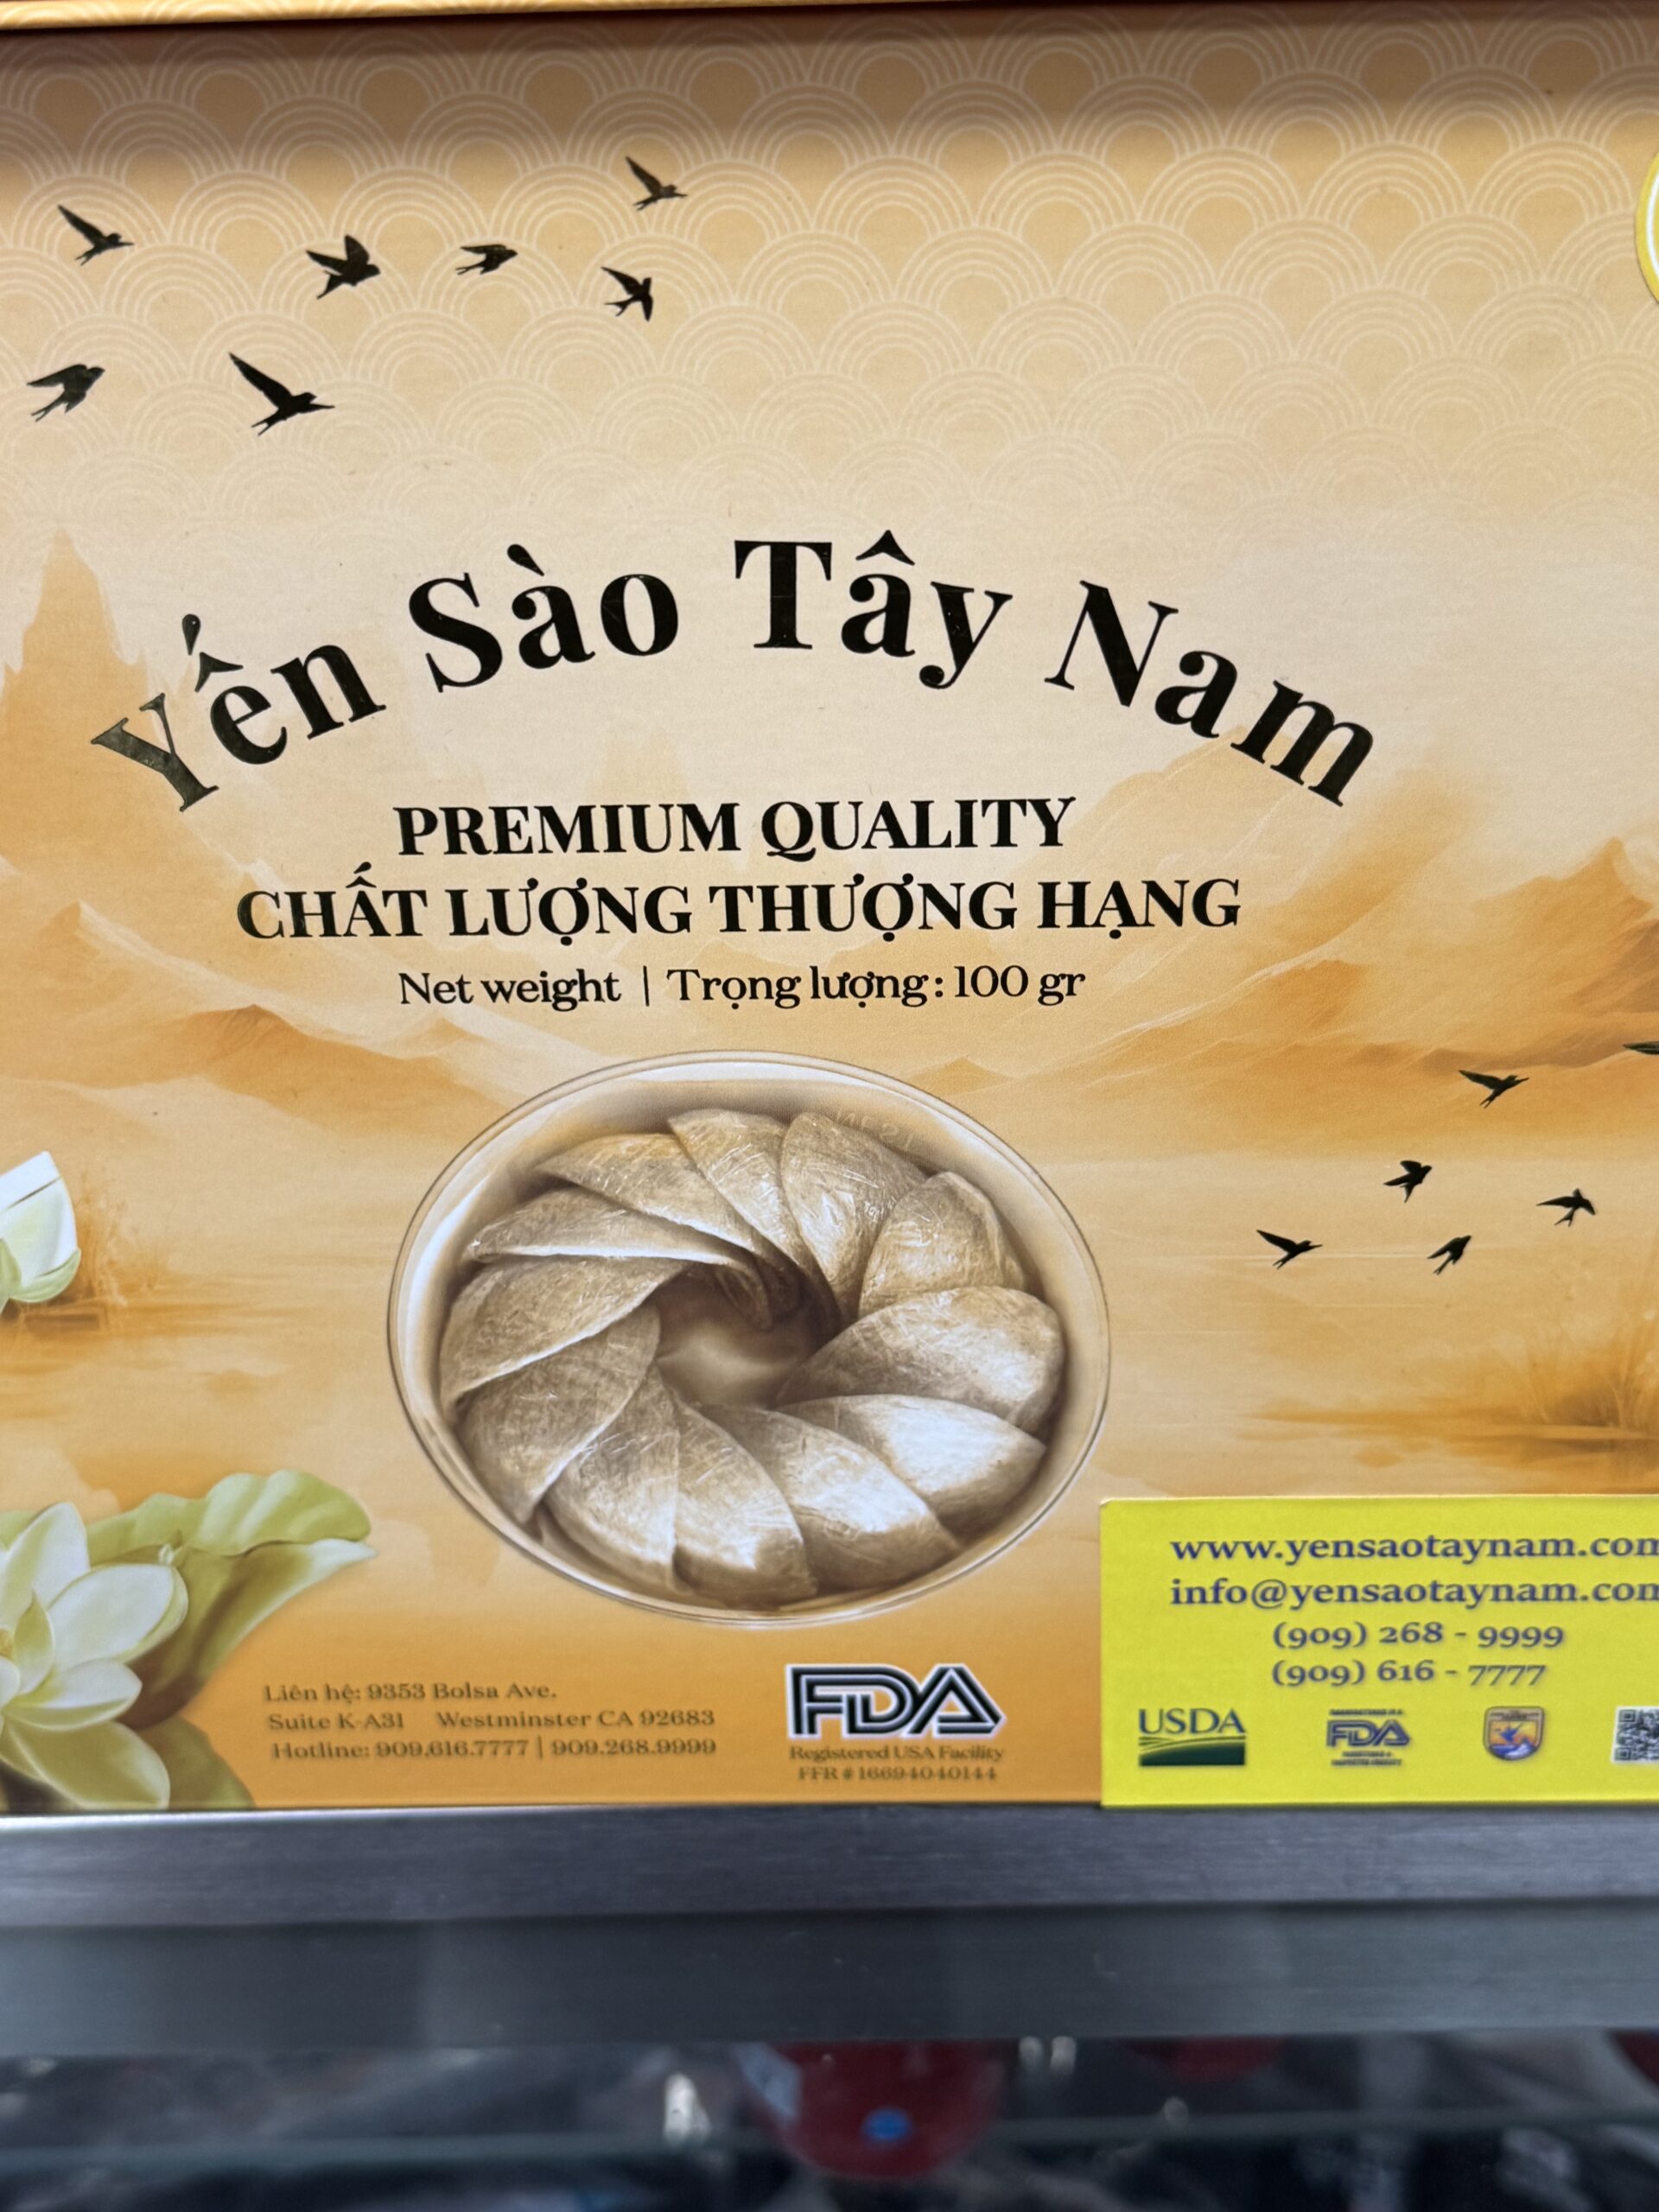 Yến Sào Tây Nam
PREMIUM QUALITY
CHẤT LƯỢNG THƯỢNG HẠNG
Net weight | Trọng lượng: 100 gr
Liên hệ: 9353 Bolsa Ave.
Suite K-A31 Westminster CA 92683
Hotline: 909.616.7777 | 909.268.9999
FDA
Registered USA Facility
FFR # 16694040144
www.yensaotaynam.com
info@yensaotaynam.com
(909) 268 - 9999
(909) 616 - 7777
USDA
FDA